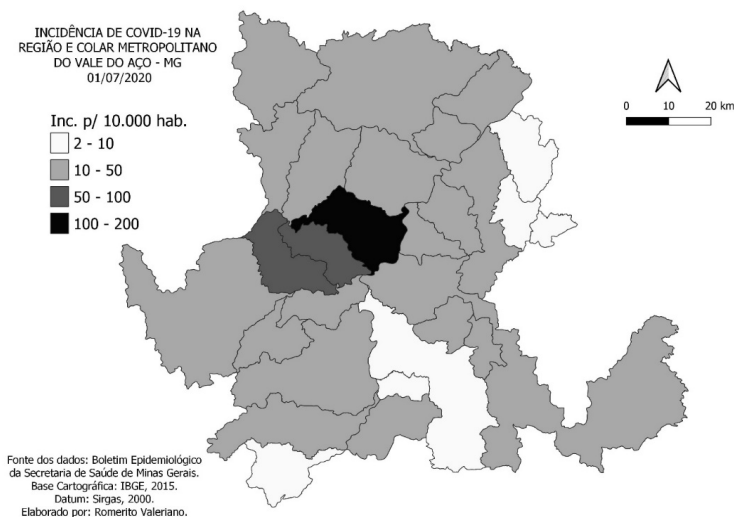 INCIDÊNCIA DE COVID-19 NA
REGIÃO E COLAR METROPOLITANO
DO VALE DO AÇO - MG
01/07/2020
Inc. p/ 10.000 hab.
2 - 10
10 - 50
50 - 100
100 - 200
0 10 20 km
Fonte dos dados: Boletim Epidemiológico
da Secretaria de Saúde de Minas Gerais.
Base Cartográfica: IBGE, 2015.
Datum: Sirgas, 2000.
Elaborado por: Romerito Valeriano.